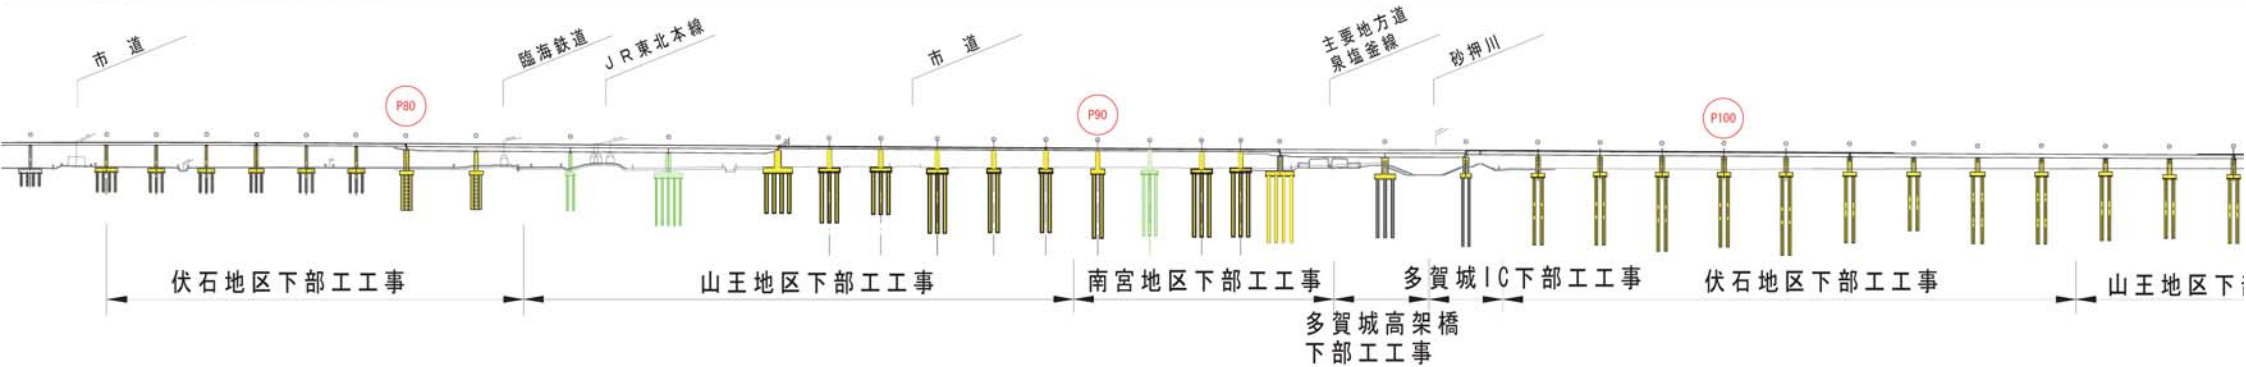 市道
臨海鉄道
JR東北本線
市道
主要地方道
泉塩釜線
砂押川
P80
P90
P100
伏石地区下部工工事
山王地区下部工工事
南宮地区下部工工事
多賀城高架橋
下部工工事
多賀城IC下部工工事
伏石地区下部工工事
山王地区下